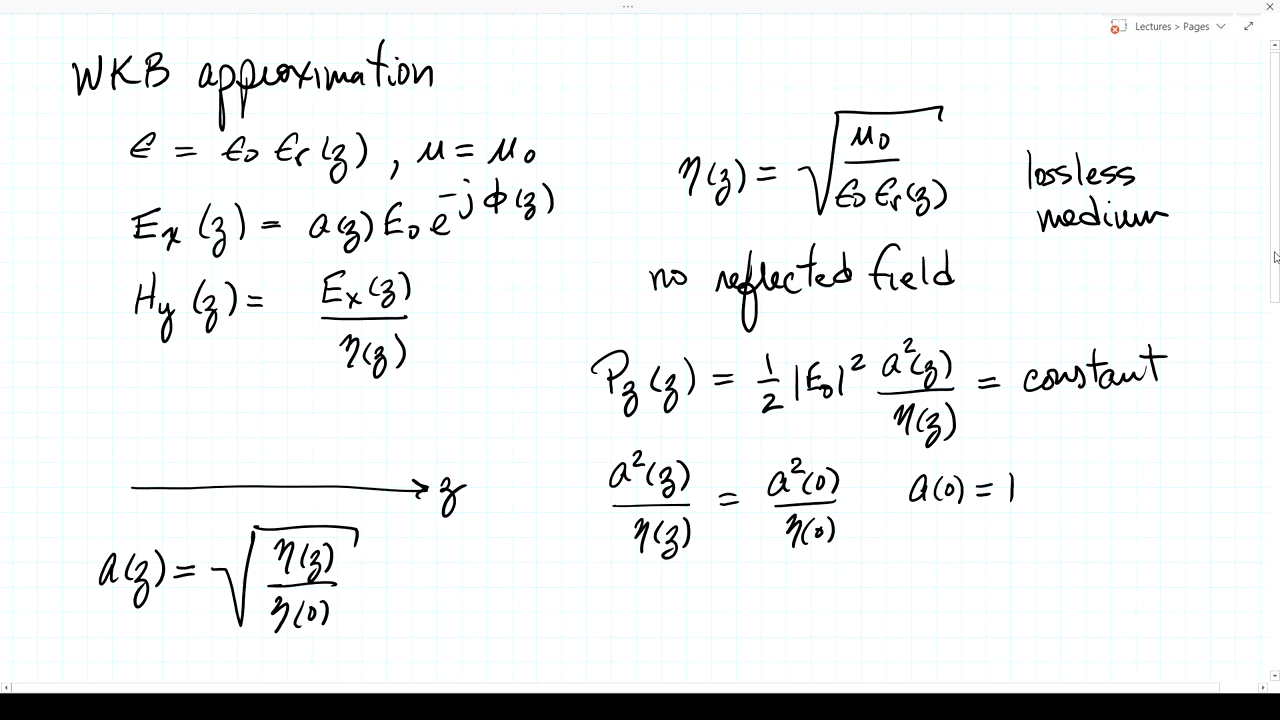 Lectures > Pages
WKB approximation
ϵ = ϵ₀ ϵr(z) , μ = μ₀
Ex(z) = a(z) E₀ e^{-jϕ(z)}
Hy(z) = Ex(z) / η(z)
η(z) = √(μ₀ / ϵ₀ ϵr(z))
lossless
medium
no reflected field
Pz(z) = 1/2 |E₀|² a²(z) / η(z) = constant
a²(z) / η(z) = a²(0) / η(0)
a(0) = 1
z
a(z) = √(η(z) / η(0))